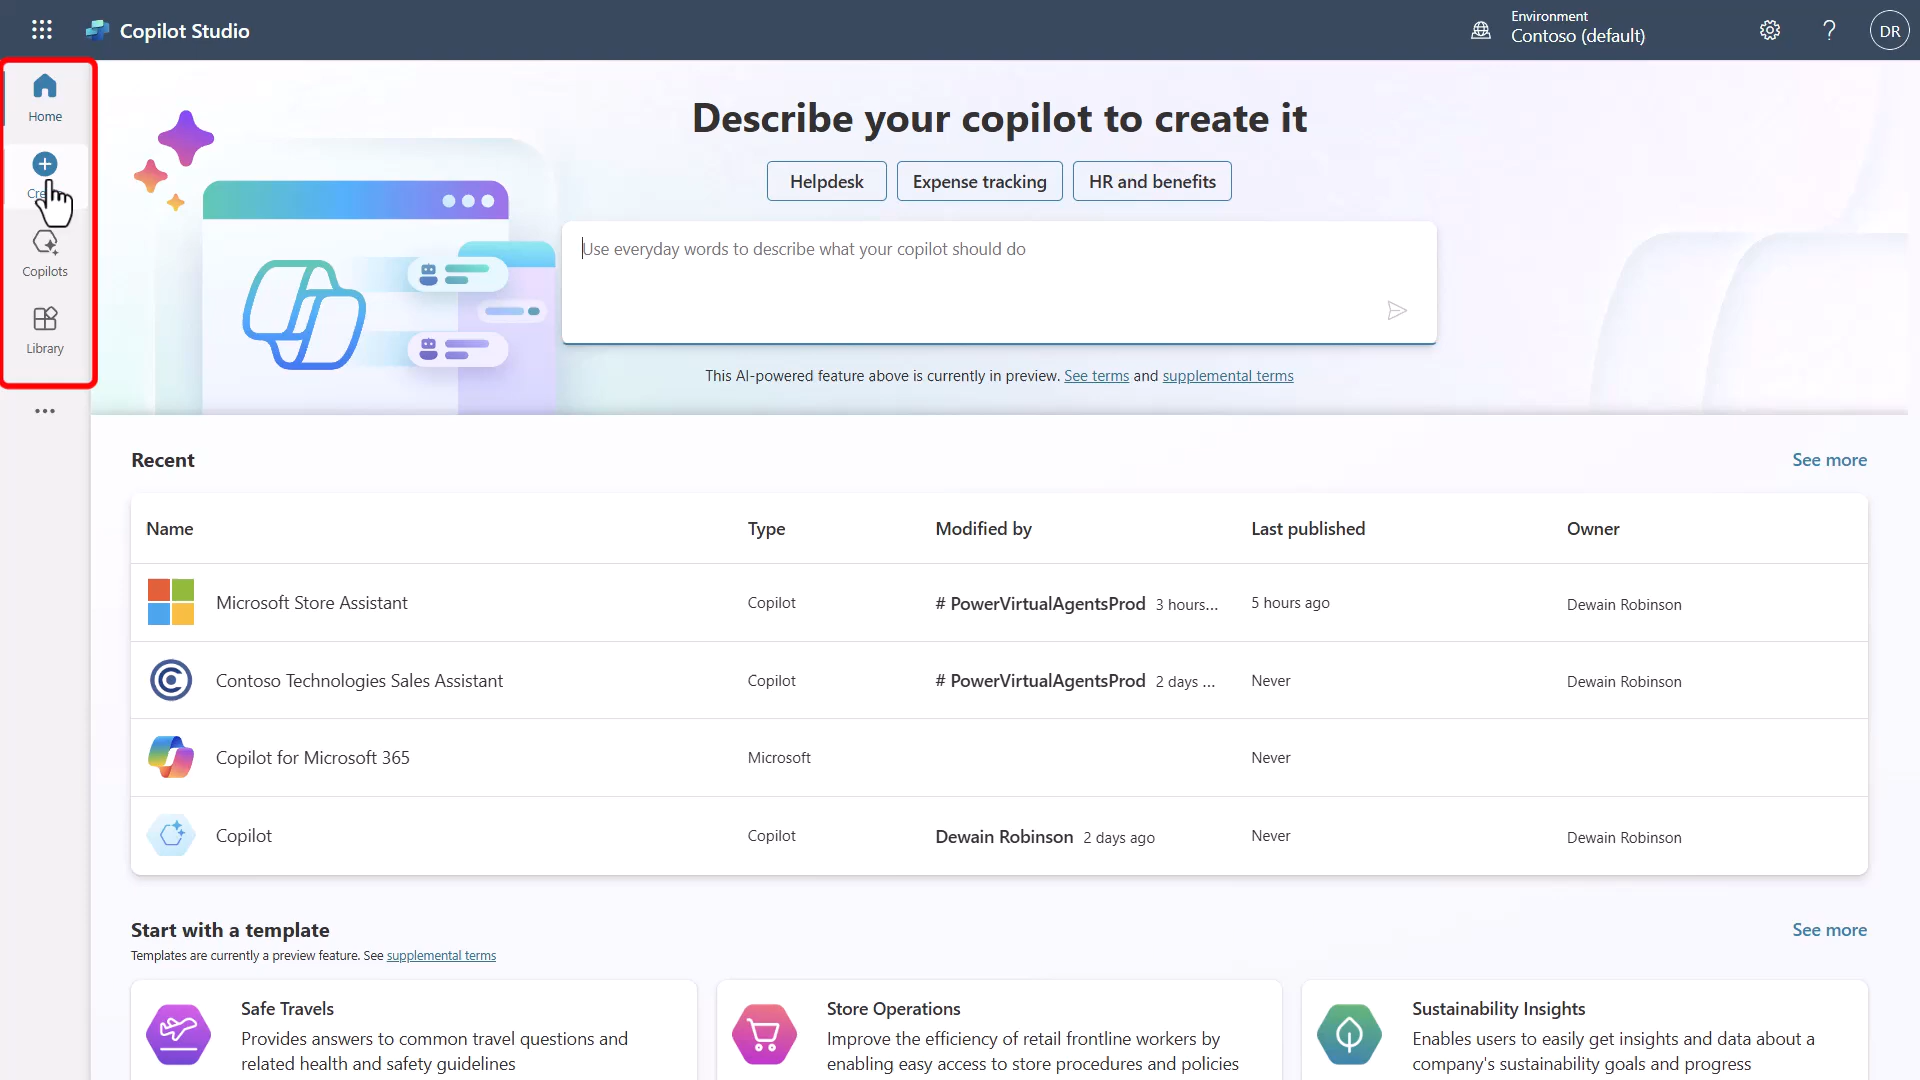 Copilot Studio
Environment
Contoso (default)
?
DR
Home
Copilots
Library
Describe your copilot to create it
Helpdesk
Expense tracking
HR and benefits
Use everyday words to describe what your copilot should do
This AI-powered feature above is currently in preview. See terms and supplemental terms
Recent
See more
Name Type Modified by Last published Owner
Microsoft Store Assistant Copilot # PowerVirtualAgentsProd 3 hours... 5 hours ago Dewain Robinson
Contoso Technologies Sales Assistant Copilot # PowerVirtualAgentsProd 2 days ... Never Dewain Robinson
Copilot for Microsoft 365 Microsoft Never
Copilot Copilot Dewain Robinson 2 days ago Never Dewain Robinson
Start with a template
See more
Templates are currently a preview feature. See supplemental terms
Safe Travels
Provides answers to common travel questions and
related health and safety guidelines
Store Operations
Improve the efficiency of retail frontline workers by
enabling easy access to store procedures and policies
Sustainability Insights
Enables users to easily get insights and data about a
company's sustainability goals and progress